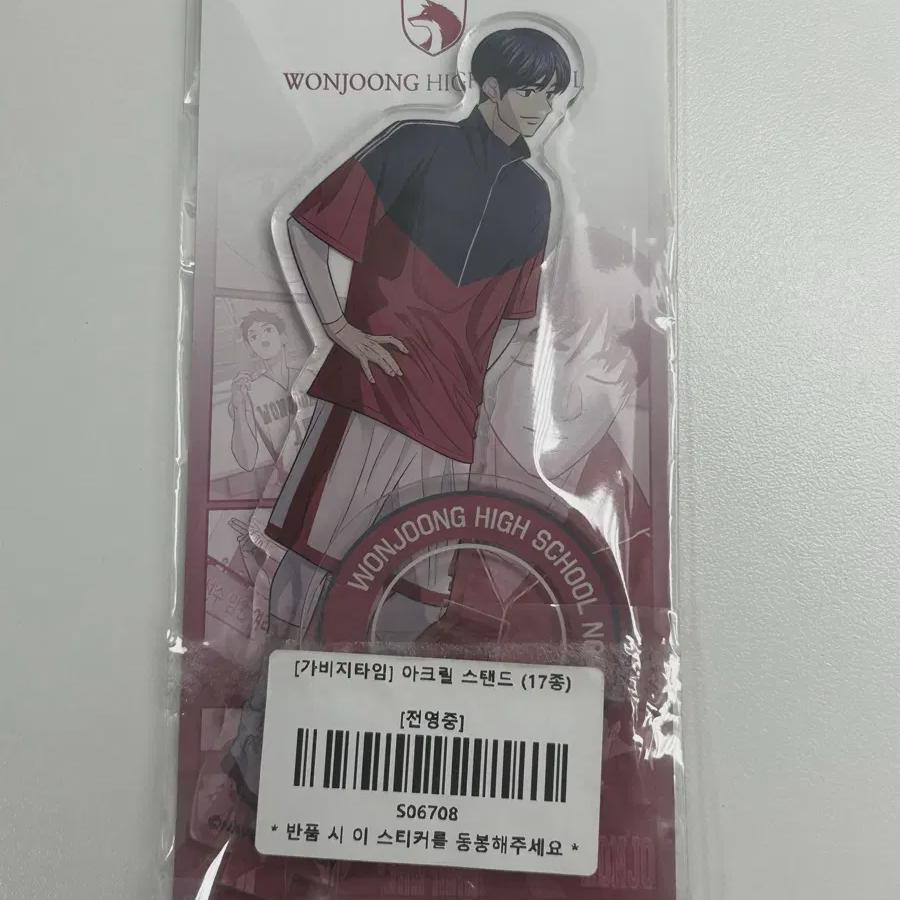 WONJOONG HIGH
WONJOONG HIGH SCHOOL NO
[가비지타임] 아크릴 스탠드 (17종)
[전영중]
S06708
* 반품 시 이 스티커를 동봉해주세요 *